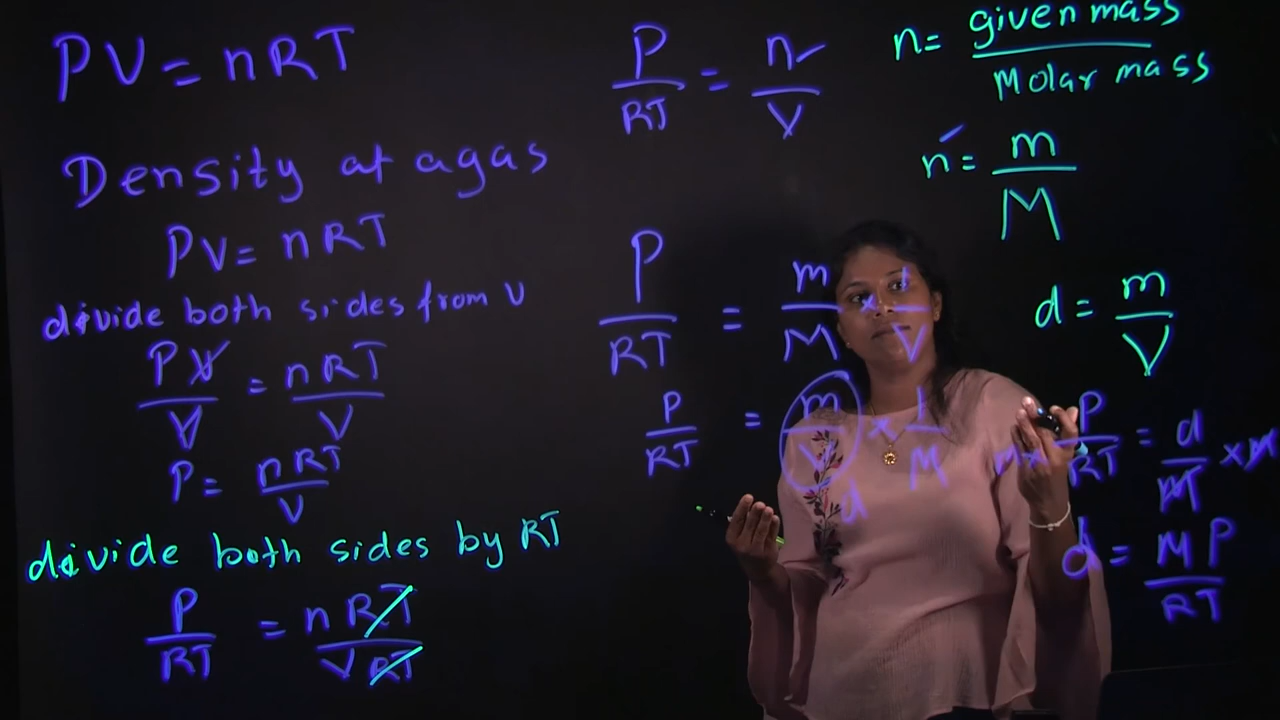 PV = nRT
Density at a gas
PV = nRT
divide both sides from V
PV/V = nRT/V
P = nRT/V
divide both sides by RT
P/RT = nRT/VRT
P/RT = n/V
P/RT = m/M × 1/V
P/RT = m/V × 1/M
d
n = given mass/Molar mass
n = m/M
d = m/V
M × P/RT = d/M × M
d = MP/RT